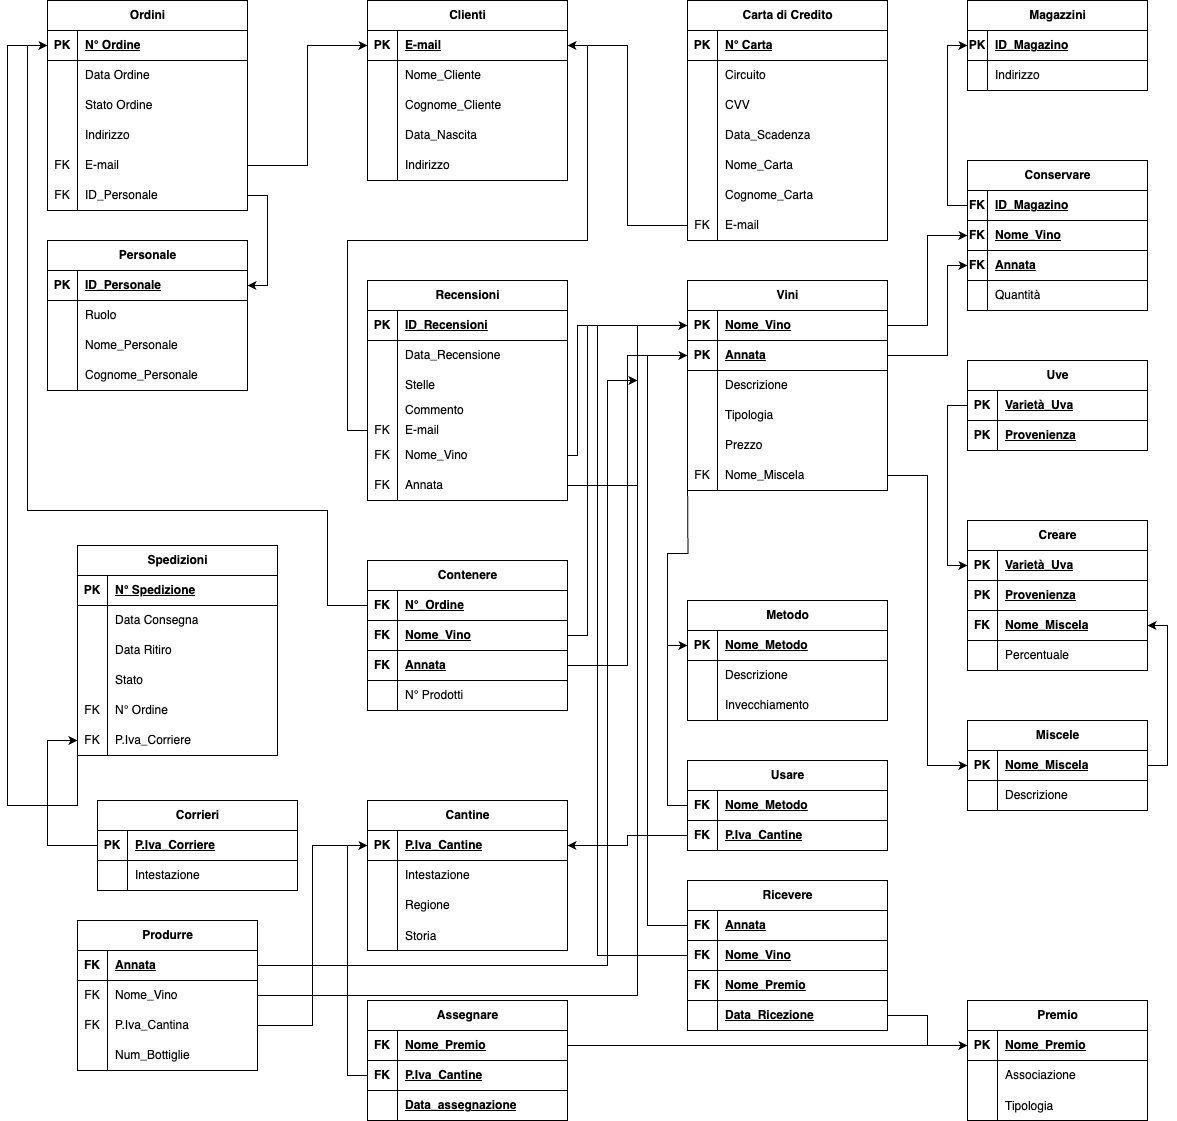 Ordini
PK N° Ordine
Data Ordine
Stato Ordine
Indirizzo
FK E-mail
FK ID_Personale
Clienti
PK E-mail
Nome_Cliente
Cognome_Cliente
Data_Nascita
Indirizzo
Carta di Credito
PK N° Carta
Circuito
CVV
Data_Scadenza
Nome_Carta
Cognome_Carta
FK E-mail
Magazzini
PK ID_Magazino
Indirizzo
Conservare
FK ID_Magazino
FK Nome_Vino
FK Annata
Quantità
Personale
PK ID_Personale
Ruolo
Nome_Personale
Cognome_Personale
Recensioni
PK ID_Recensioni
Data_Recensione
Stelle
Commento
FK E-mail
FK Nome_Vino
FK Annata
Vini
PK Nome_Vino
PK Annata
Descrizione
Tipologia
Prezzo
FK Nome_Miscela
Uve
PK Varietà_Uva
PK Provenienza
Creare
PK Varietà_Uva
PK Provenienza
FK Nome_Miscela
Percentuale
Spedizioni
PK N° Spedizione
Data Consegna
Data Ritiro
Stato
FK N° Ordine
FK P.Iva_Corriere
Contenere
FK N°_Ordine
FK Nome_Vino
FK Annata
N° Prodotti
Metodo
PK Nome_Metodo
Descrizione
Invecchiamento
Miscele
PK Nome_Miscela
Descrizione
Corrieri
PK P.Iva_Corriere
Intestazione
Cantine
PK P.Iva_Cantine
Intestazione
Regione
Storia
Usare
FK Nome_Metodo
FK P.Iva_Cantine
Ricevere
FK Annata
FK Nome_Vino
FK Nome_Premio
Data_Ricezione
Produrre
FK Annata
FK Nome_Vino
FK P.Iva_Cantina
Num_Bottiglie
Assegnare
FK Nome_Premio
FK P.Iva_Cantine
Data_assegnazione
Premio
PK Nome_Premio
Associazione
Tipologia